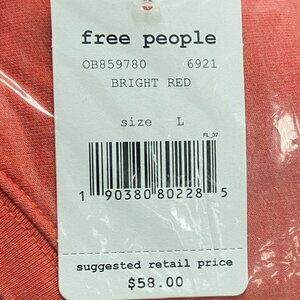 free people
OB859780 6921
BRIGHT RED
size L
FL_37
1 90380 80228 5
suggested retail price
$58.00